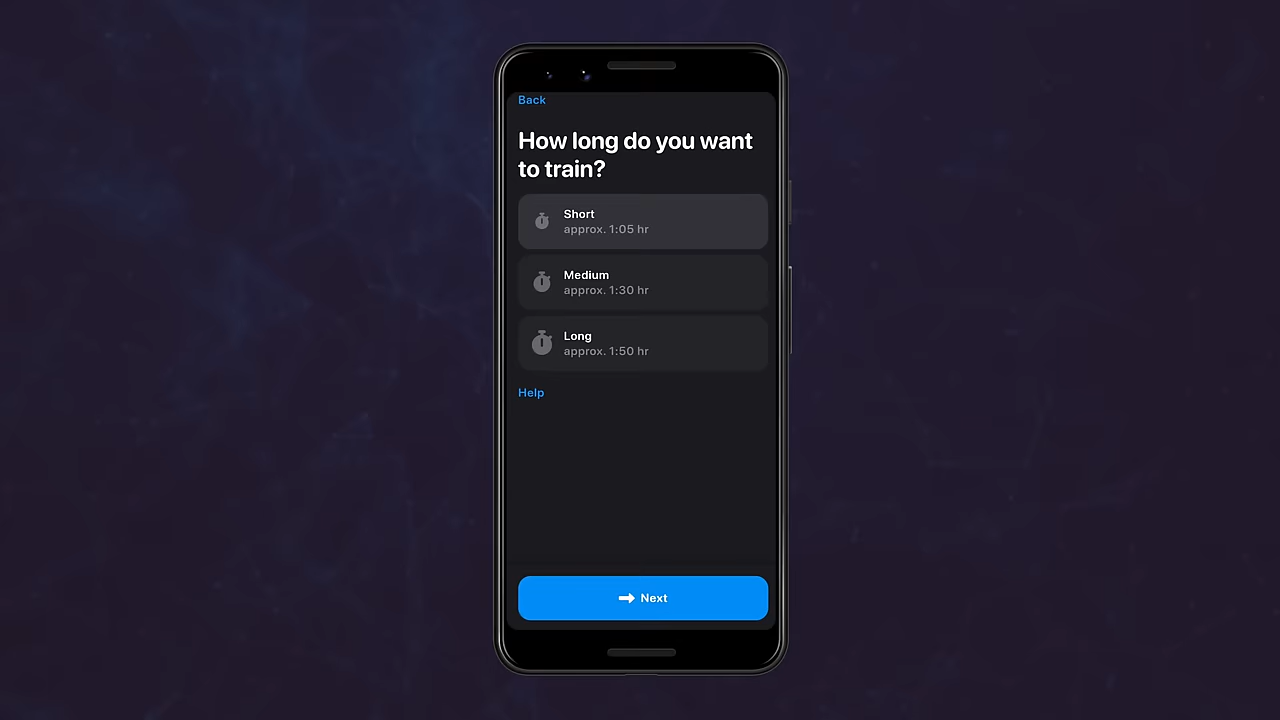 Back
How long do you want
to train?
Short
approx. 1:05 hr
Medium
approx. 1:30 hr
Long
approx. 1:50 hr
Help
Next